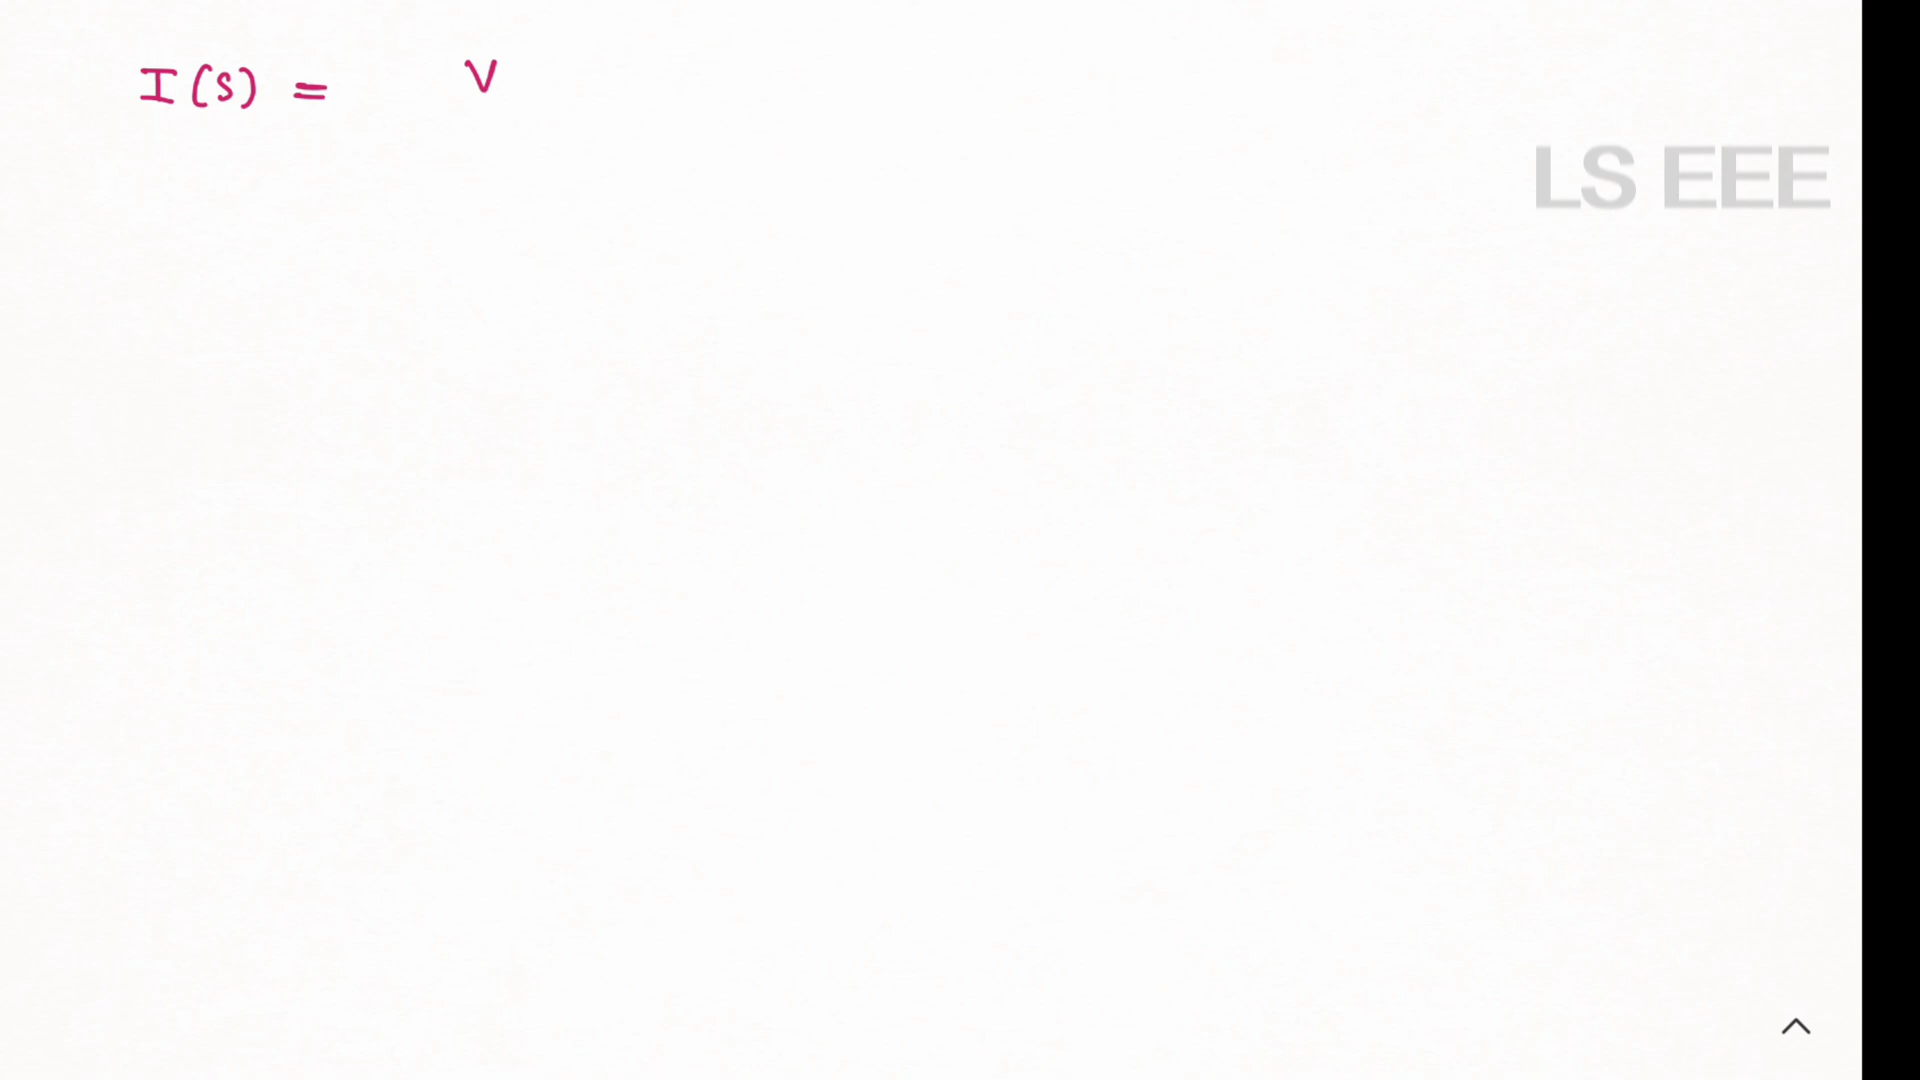 I(s) = V
LS EEE